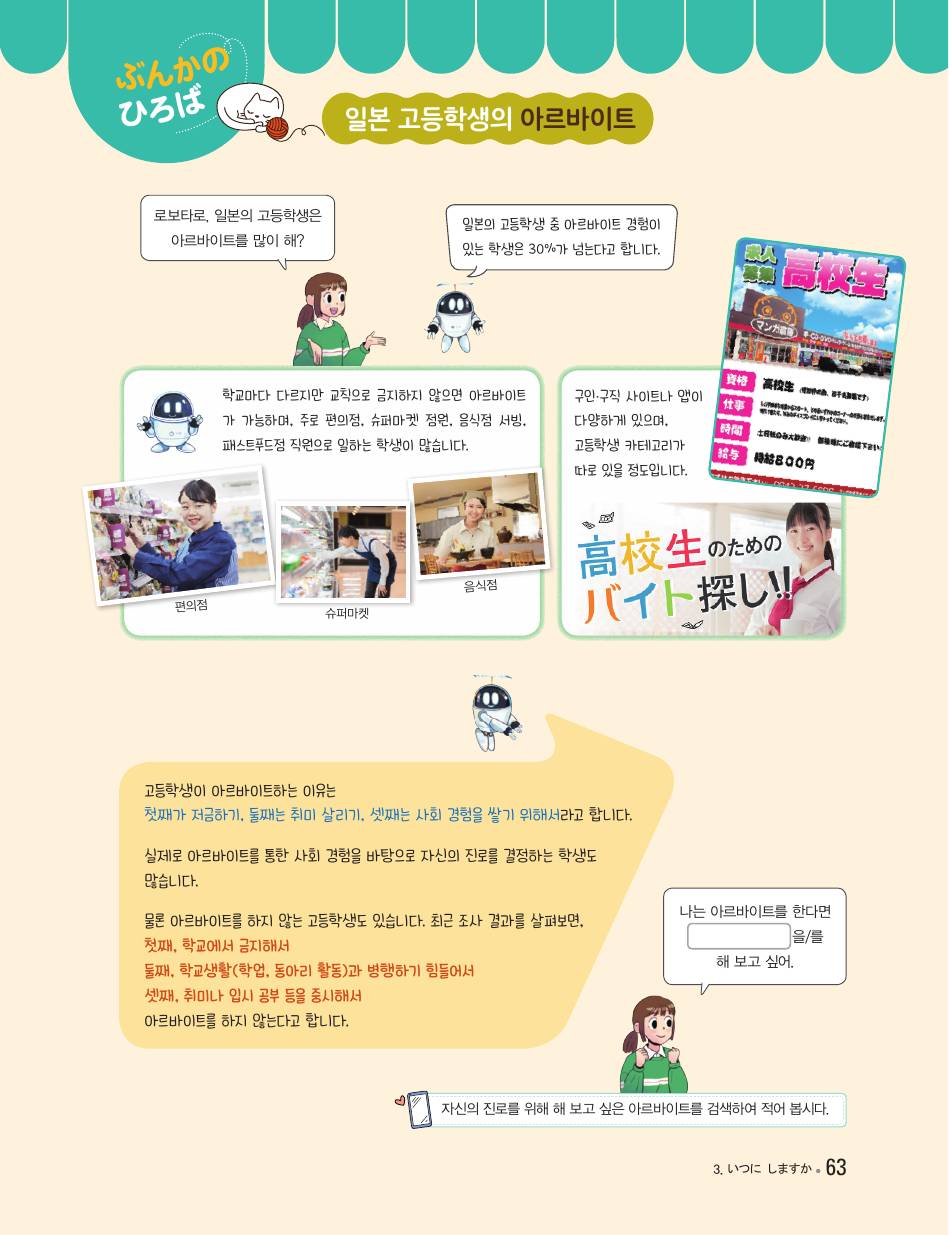 ぶんかの
ひろば
일본 고등학생의 아르바이트
로보타로, 일본의 고등학생은
아르바이트를 많이 해?
일본의 고등학생 중 아르바이트 경험이
있는 학생은 30%가 넘는다고 합니다.
학교마다 다르지만 교칙으로 금지하지 않으면 아르바이트
가 가능하며, 주로 편의점, 슈퍼마켓 점원, 음식점 서빙,
패스트푸드점 직원으로 일하는 학생이 많습니다.
편의점
슈퍼마켓
음식점
구인·구직 사이트나 앱이
다양하게 있으며,
고등학생 카테고리가
따로 있을 정도입니다.
求人
募集
高校生
マンガ倉庫
資格
高校生
仕事
時間
給与
時給800円
高校生のための
バイト探し!!
고등학생이 아르바이트하는 이유는
첫째가 저금하기, 둘째는 취미 살리기, 셋째는 사회 경험을 쌓기 위해서라고 합니다.
실제로 아르바이트를 통한 사회 경험을 바탕으로 자신의 진로를 결정하는 학생도
많습니다.
물론 아르바이트를 하지 않는 고등학생도 있습니다. 최근 조사 결과를 살펴보면,
첫째, 학교에서 금지해서
둘째, 학교생활(학업, 동아리 활동)과 병행하기 힘들어서
셋째, 취미나 입시 공부 등을 중시해서
아르바이트를 하지 않는다고 합니다.
나는 아르바이트를 한다면
을/를
해 보고 싶어.
자신의 진로를 위해 해 보고 싶은 아르바이트를 검색하여 적어 봅시다.
3. いつに しますか 63